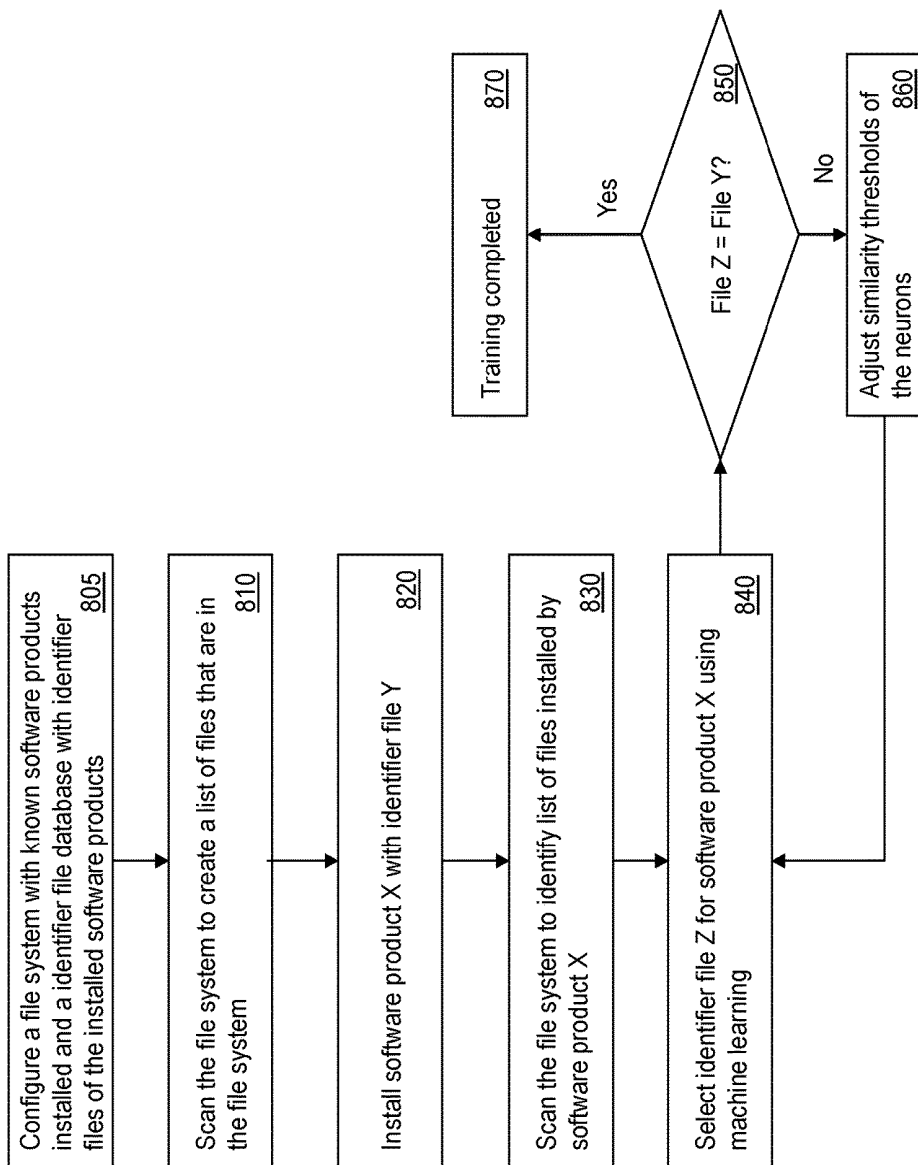 Configure a file system with known software products
installed and a identifier file database with identifier
files of the installed software products
805
Scan the file system to create a list of files that are in
the file system
810
Install software product X with identifier file Y
820
Scan the file system to identify list of files installed by
software product X
830
Select identifier file Z for software product X using
machine learning
840
File Z = File Y?
850
Yes
Training completed
870
No
Adjust similarity thresholds of
the neurons
860